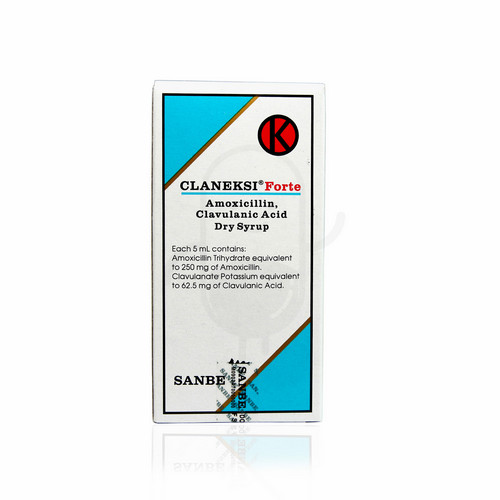 K
CLANEKSI® Forte
Amoxicillin,
Clavulanic Acid
Dry Syrup
Each 5 mL contains:
Amoxicillin Trihydrate equivalent
to 250 mg of Amoxicillin.
Clavulanate Potassium equivalent
to 62.5 mg of Clavulanic Acid.
SANBE
SANBE